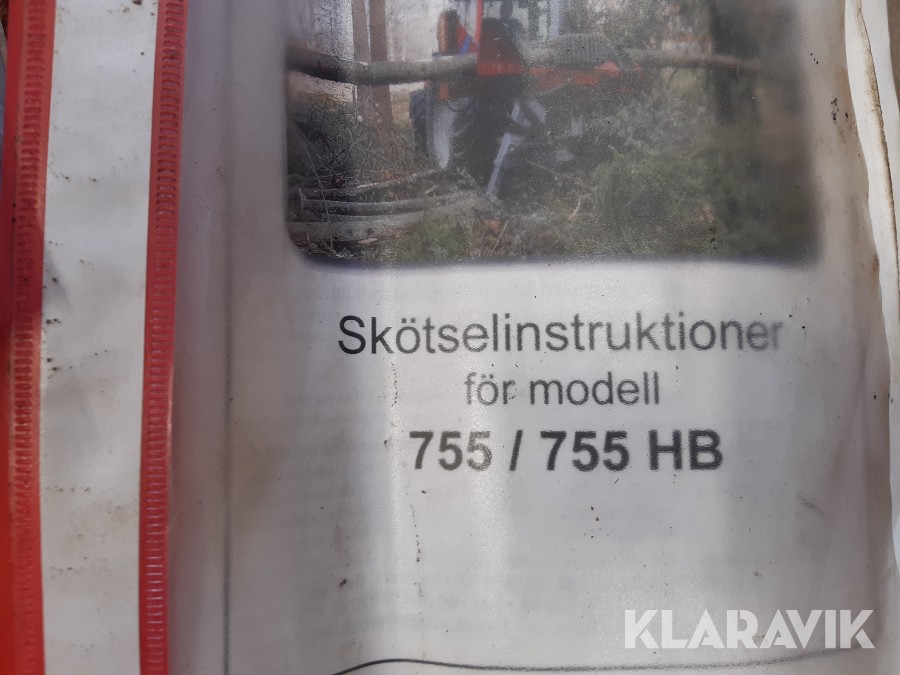 Skötselinstruktioner
för modell
755 / 755 HB
KLARAVIK